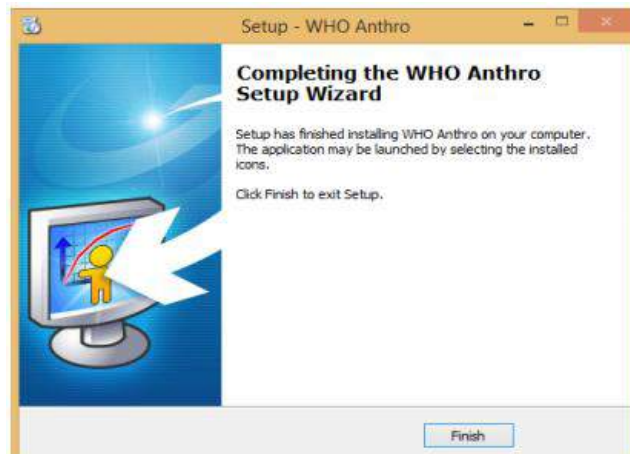 Setup - WHO Anthro
Completing the WHO Anthro
Setup Wizard
Setup has finished installing WHO Anthro on your computer.
The application may be launched by selecting the installed
icons.
Click Finish to exit Setup.
Finish